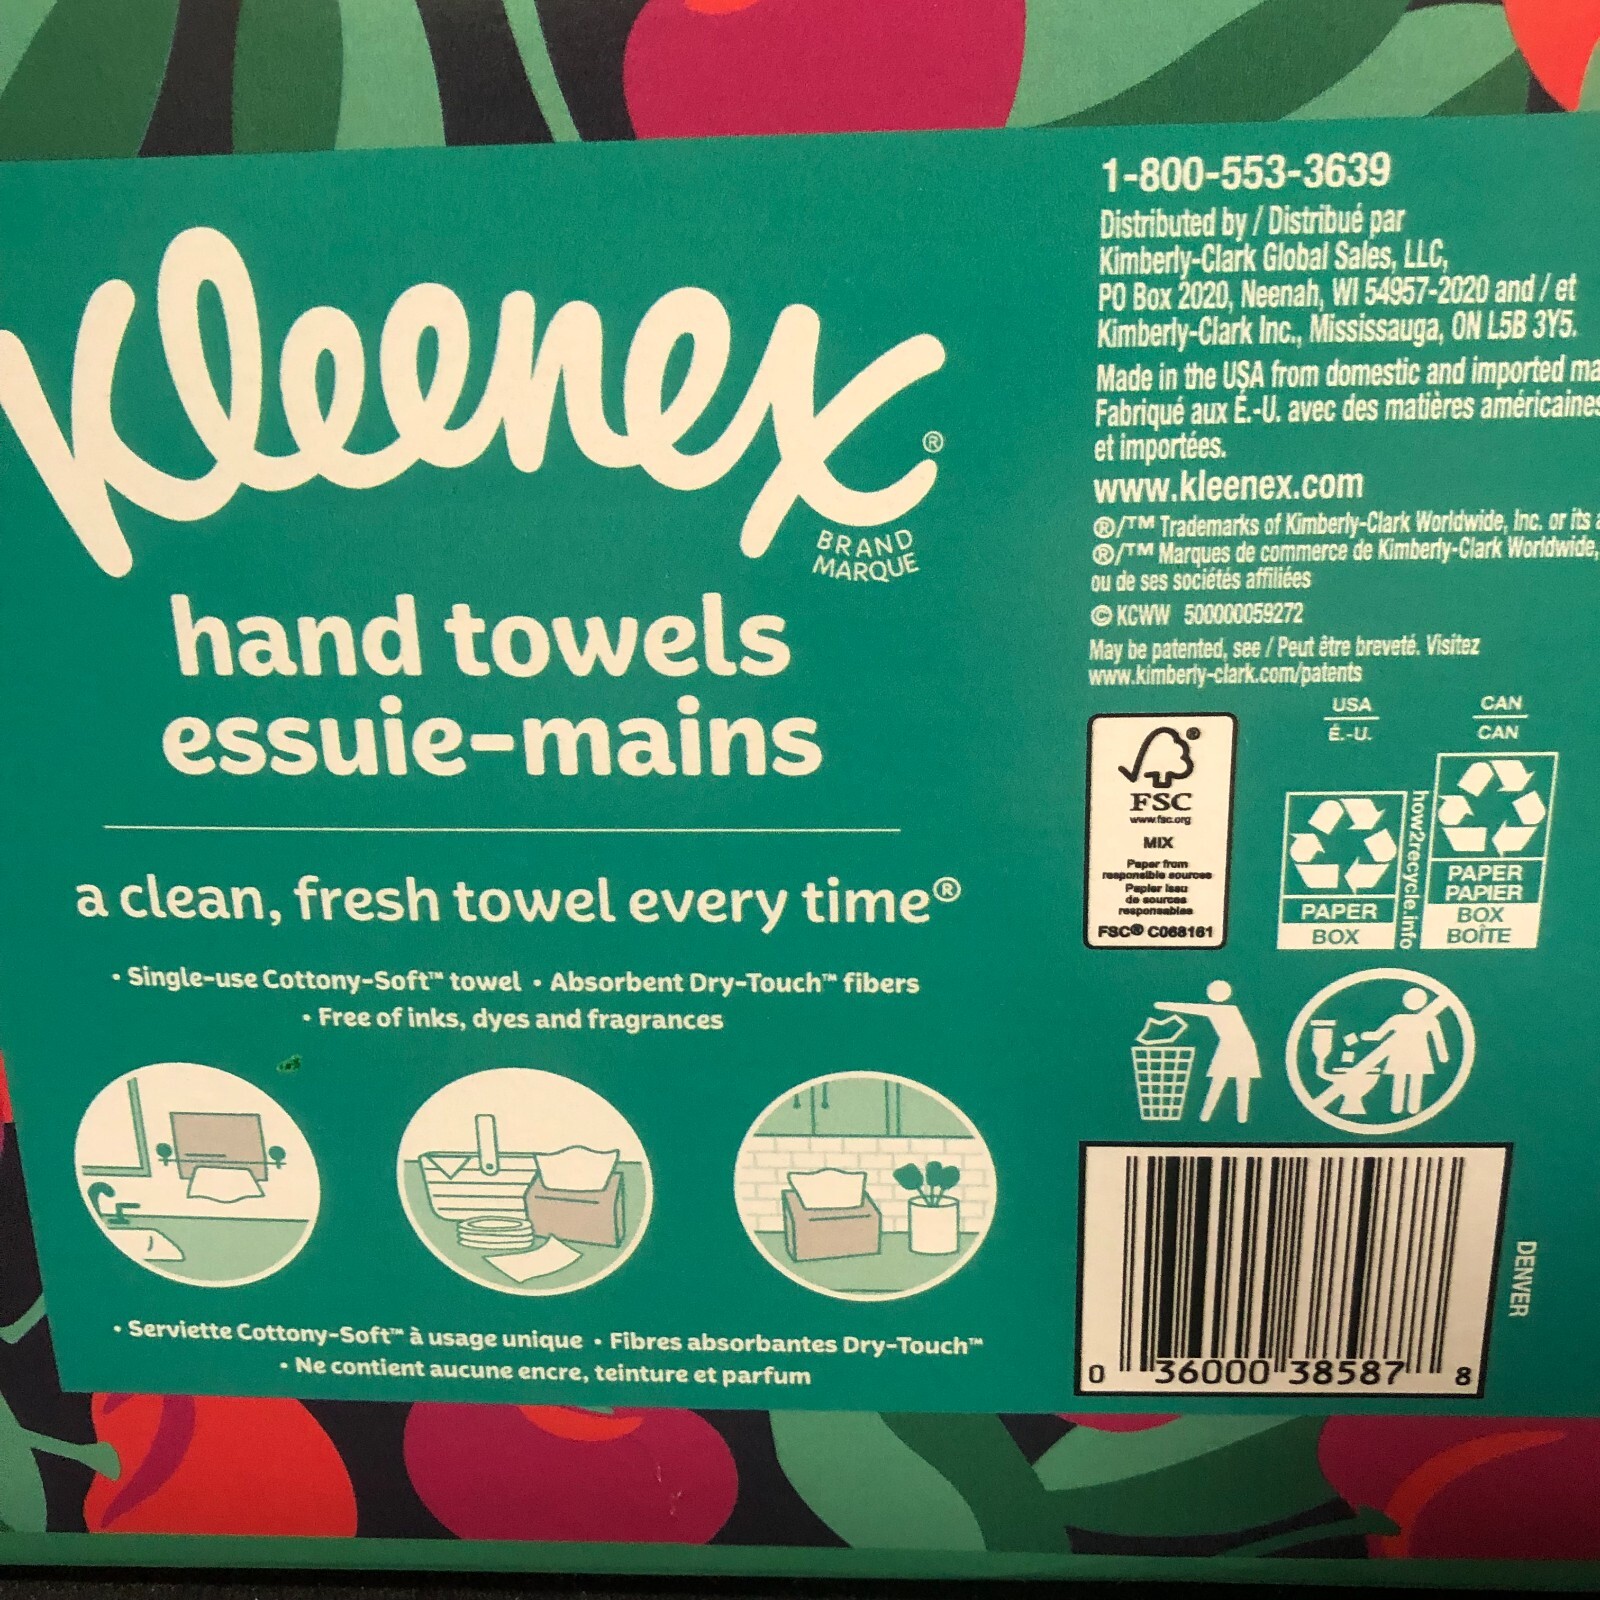 Kleenex®
BRAND
MARQUE
hand towels
essuie-mains
a clean, fresh towel every time®
• Single-use Cottony-Soft™ towel • Absorbent Dry-Touch™ fibers
• Free of inks, dyes and fragrances
• Serviette Cottony-Soft™ à usage unique • Fibres absorbantes Dry-Touch™
• Ne contient aucune encre, teinture et parfum
1-800-553-3639
Distributed by / Distribué par
Kimberly-Clark Global Sales, LLC,
PO Box 2020, Neenah, WI 54957-2020 and / et
Kimberly-Clark Inc., Mississauga, ON L5B 3Y5.
Made in the USA from domestic and imported ma
Fabriqué aux É.-U. avec des matières américaines
et importées.
www.kleenex.com
®/™ Trademarks of Kimberly-Clark Worldwide, Inc. or its a
®/™ Marques de commerce de Kimberly-Clark Worldwide,
ou de ses sociétés affiliées
© KCWW 500000059272
May be patented, see / Peut être breveté. Visitez
www.kimberly-clark.com/patents
FSC
www.fsc.org
MIX
Paper from
responsible sources
Papier issu
de sources
responsables
FSC® C068161
USA
É.-U.
PAPER
BOX
how2recycle.info
CAN
CAN
PAPER
PAPIER
BOX
BOÎTE
DENVER
0 36000 38587 8